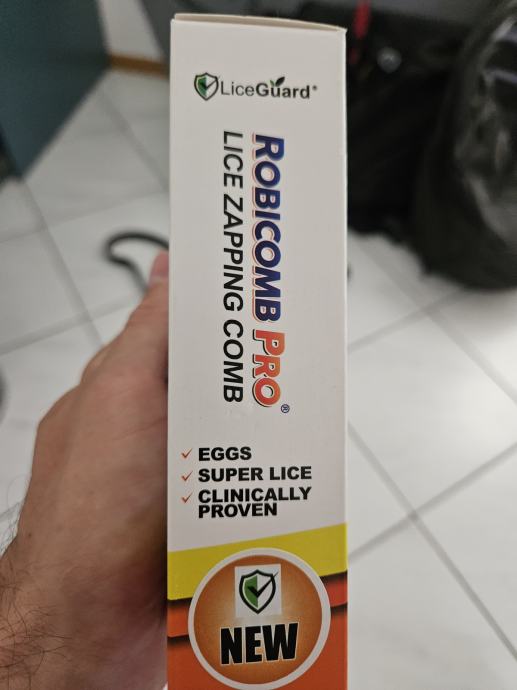 LiceGuard®
ROBICOMB PRO®
LICE ZAPPING COMB
✓ EGGS
✓ SUPER LICE
✓ CLINICALLY
PROVEN
NEW